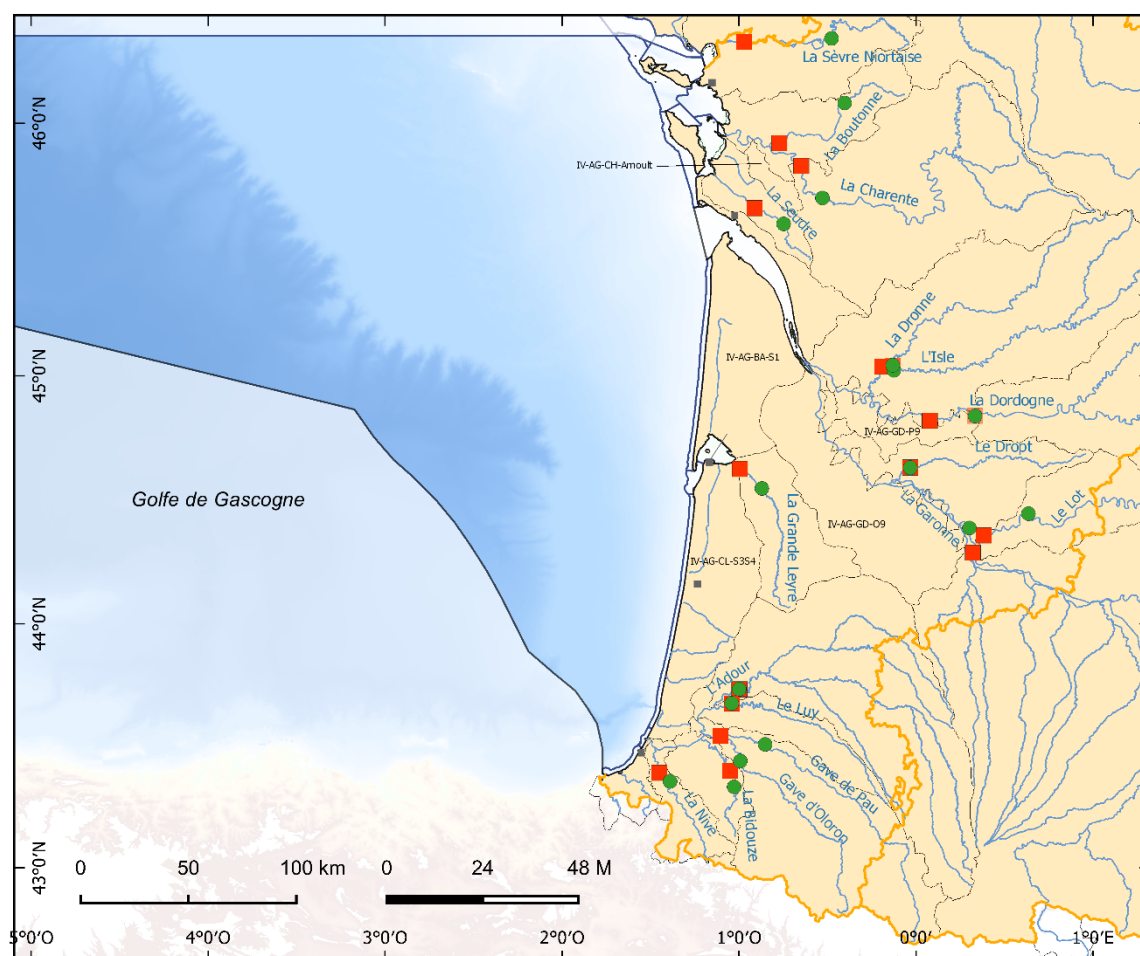 La Sèvre Niortaise
La Boutonne
46°0'N
IV-AG-CH-Arnoult
La Charente
La Seudre
La Dronne
IV-AG-BA-S1
L'Isle
45°0'N
La Dordogne
IV-AG-GD-P9
Le Dropt
Golfe de Gascogne
La Garonne
Le Lot
IV-AG-GD-O9
La Grande Leyre
IV-AG-CL-S3S4
44°0'N
L'Adour
Le Luy
Gave de Pau
Gave d'Oloron
La Nive
La Bidouze
43°0'N
0 50 100 km 0 24 48 M
5°0'O 4°0'O 3°0'O 2°0'O 1°0'O 0°0' 1°0'E